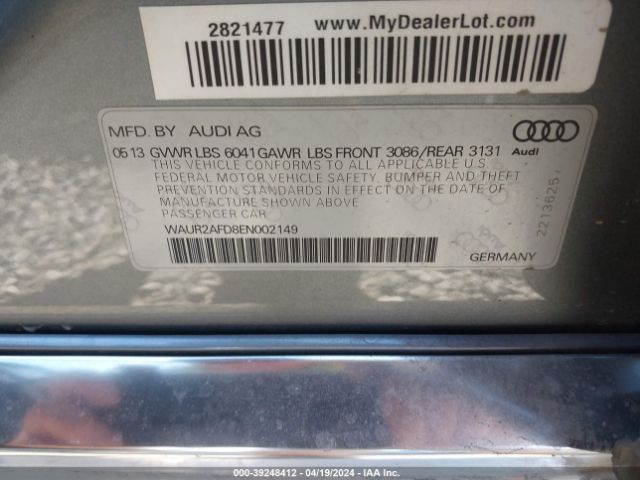 2821477 www.MyDealerLot.com
MFD. BY AUDI AG
05 13 GVWR LBS 6041 GAWR LBS FRONT 3086/REAR 3131
Audi
THIS VEHICLE CONFORMS TO ALL APPLICABLE U.S.
FEDERAL MOTOR VEHICLE SAFETY, BUMPER AND THEFT
PREVENTION STANDARDS IN EFFECT ON THE DATE OF
MANUFACTURE SHOWN ABOVE
PASSENGER CAR
WAUR2AFD8EN002149
2213625
GERMANY
000-39248412 - 04/19/2024 - IAA Inc.